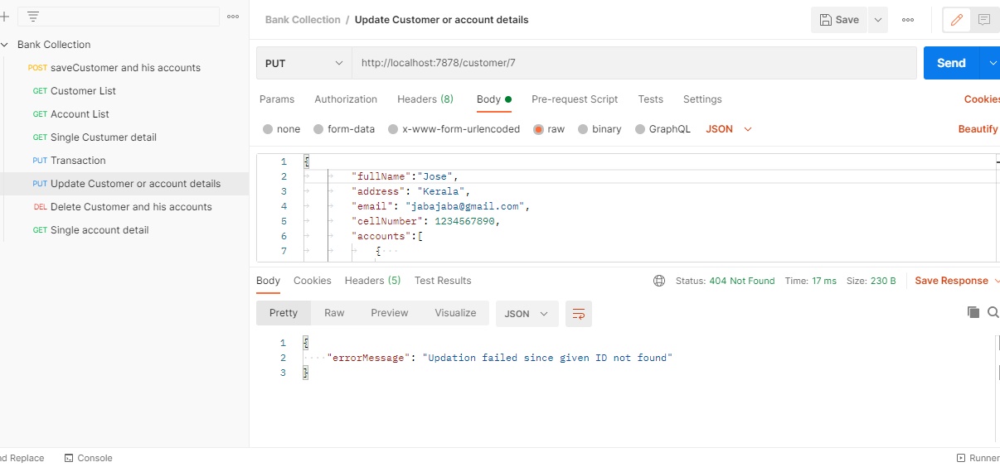 Bank Collection / Update Customer or account details
Save
Bank Collection
POST saveCustomer and his accounts
GET Customer List
GET Account List
GET Single Custumer detail
PUT Transaction
PUT Update Customer or account details
DEL Delete Customer and his accounts
GET Single account detail
PUT http://localhost:7878/customer/7 Send
Params Authorization Headers (8) Body Pre-request Script Tests Settings Cookies
none form-data x-www-form-urlencoded raw binary GraphQL JSON Beautify
1 {
2 "fullName":"Jose",
3 "address": "Kerala",
4 "email": "jabajaba@gmail.com",
5 "cellNumber": 1234567890,
6 "accounts":[
7 {
Body Cookies Headers (5) Test Results Status: 404 Not Found Time: 17 ms Size: 230 B Save Response
Pretty Raw Preview Visualize JSON
1 {
2 "errorMessage": "Updation failed since given ID not found"
3 }
nd Replace Console Runner